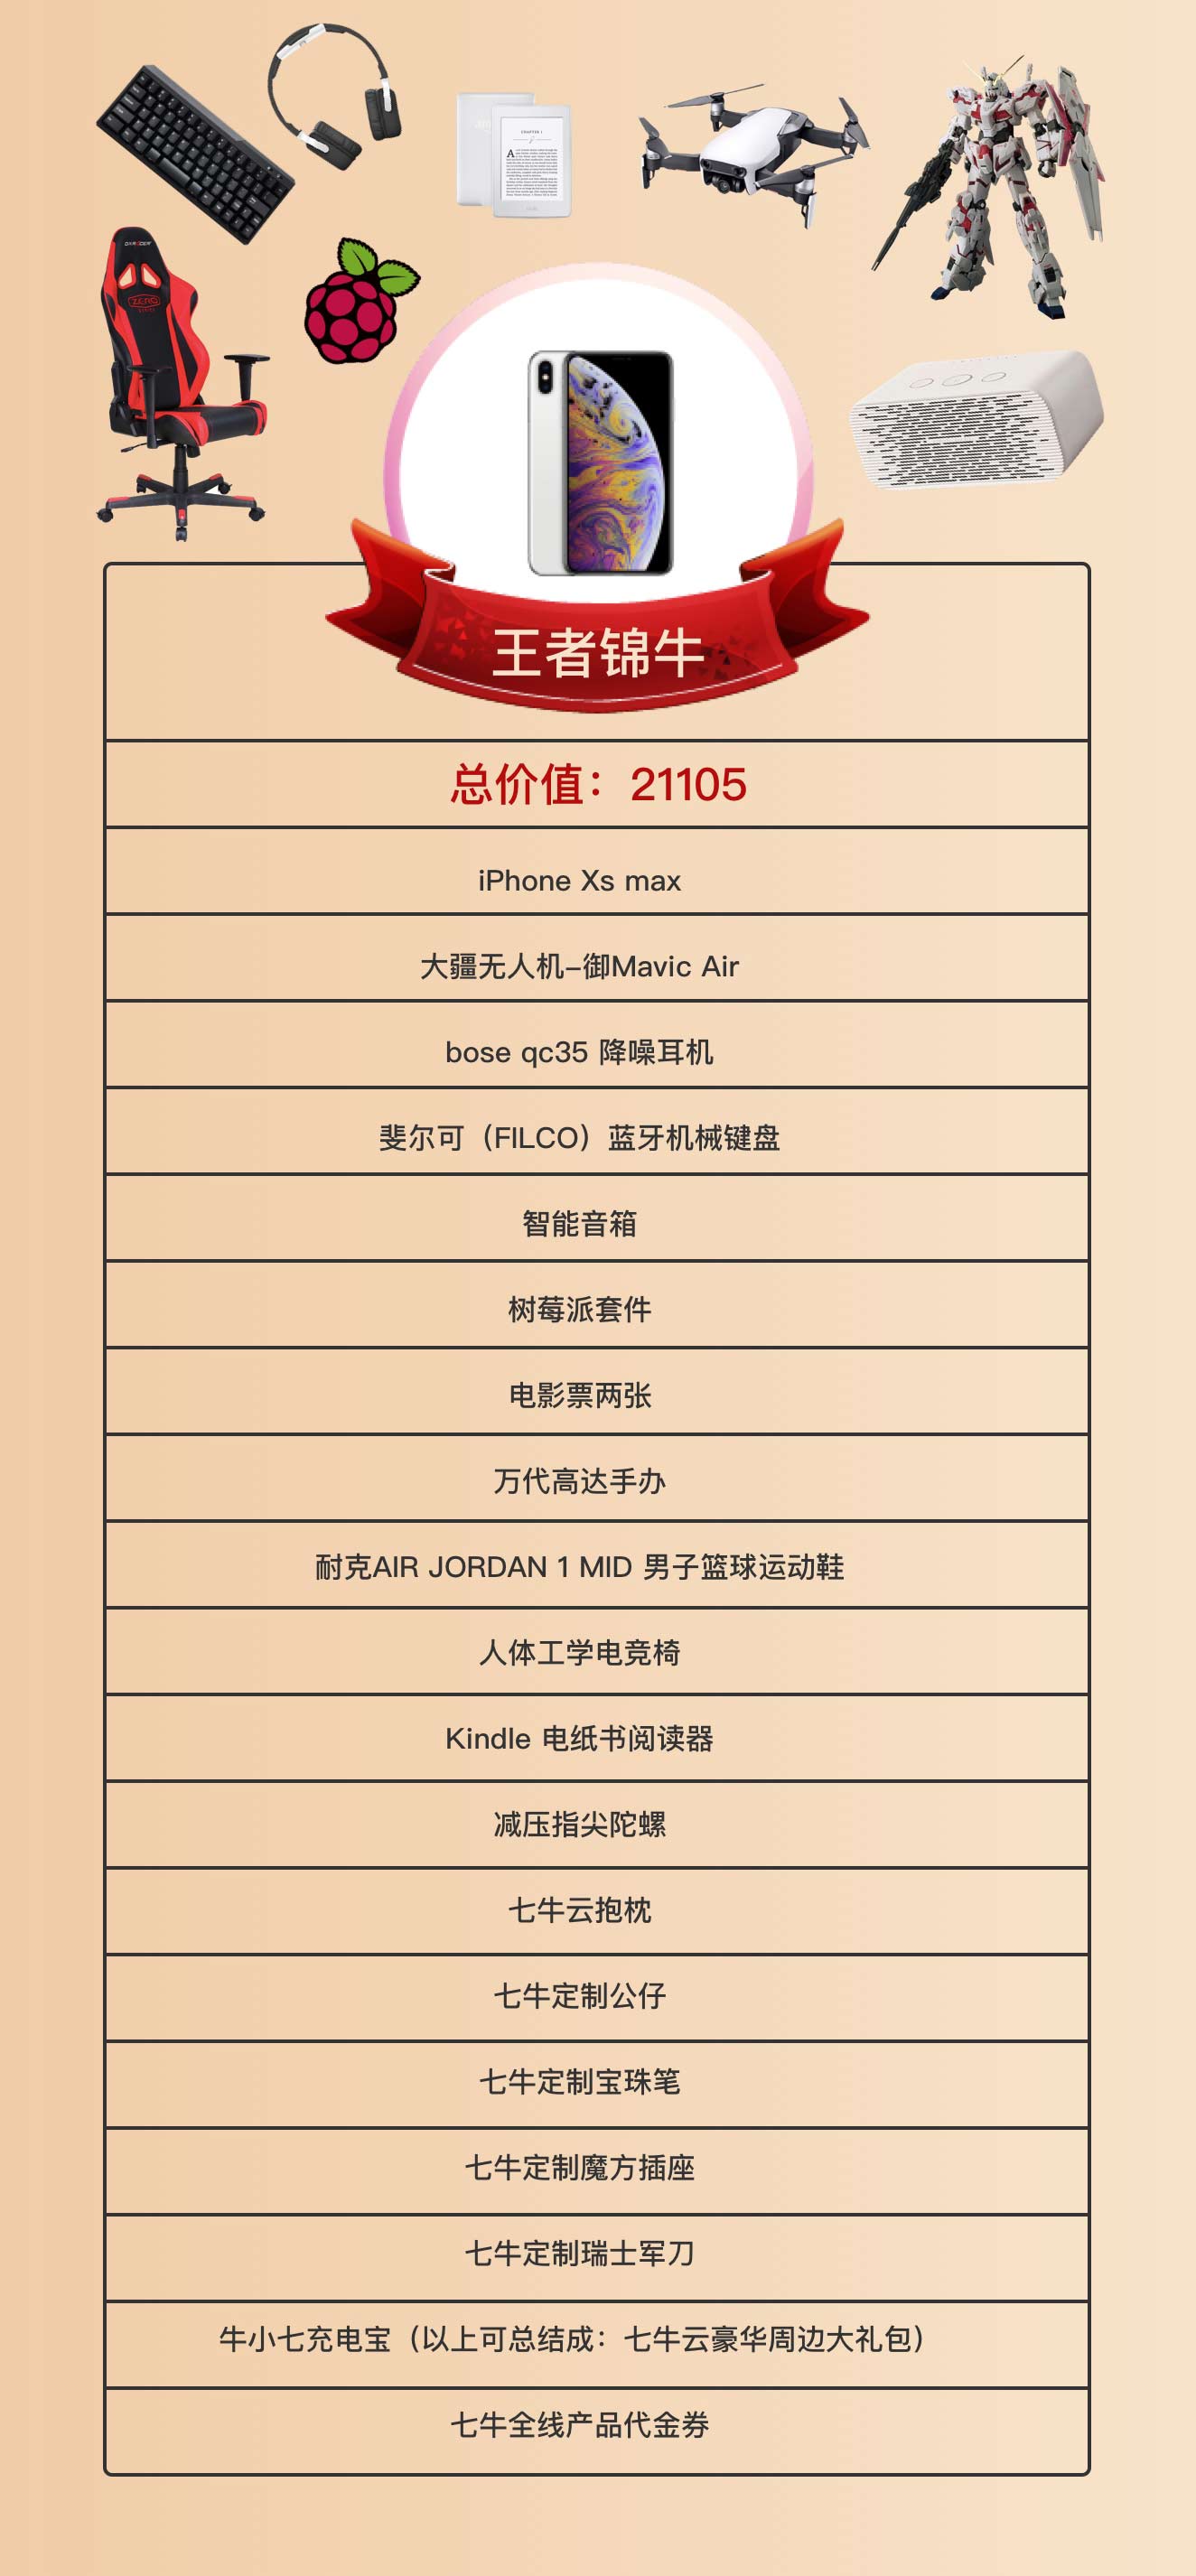 CHAPTER 1
DXRACER
ZERO
王者锦牛
总价值：21105
iPhone Xs max
大疆无人机–御Mavic Air
bose qc35 降噪耳机
斐尔可（FILCO）蓝牙机械键盘
智能音箱
树莓派套件
电影票两张
万代高达手办
耐克AIR JORDAN 1 MID 男子篮球运动鞋
人体工学电竞椅
Kindle 电纸书阅读器
减压指尖陀螺
七牛云抱枕
七牛定制公仔
七牛定制宝珠笔
七牛定制魔方插座
七牛定制瑞士军刀
牛小七充电宝（以上可总结成：七牛云豪华周边大礼包）
七牛全线产品代金券